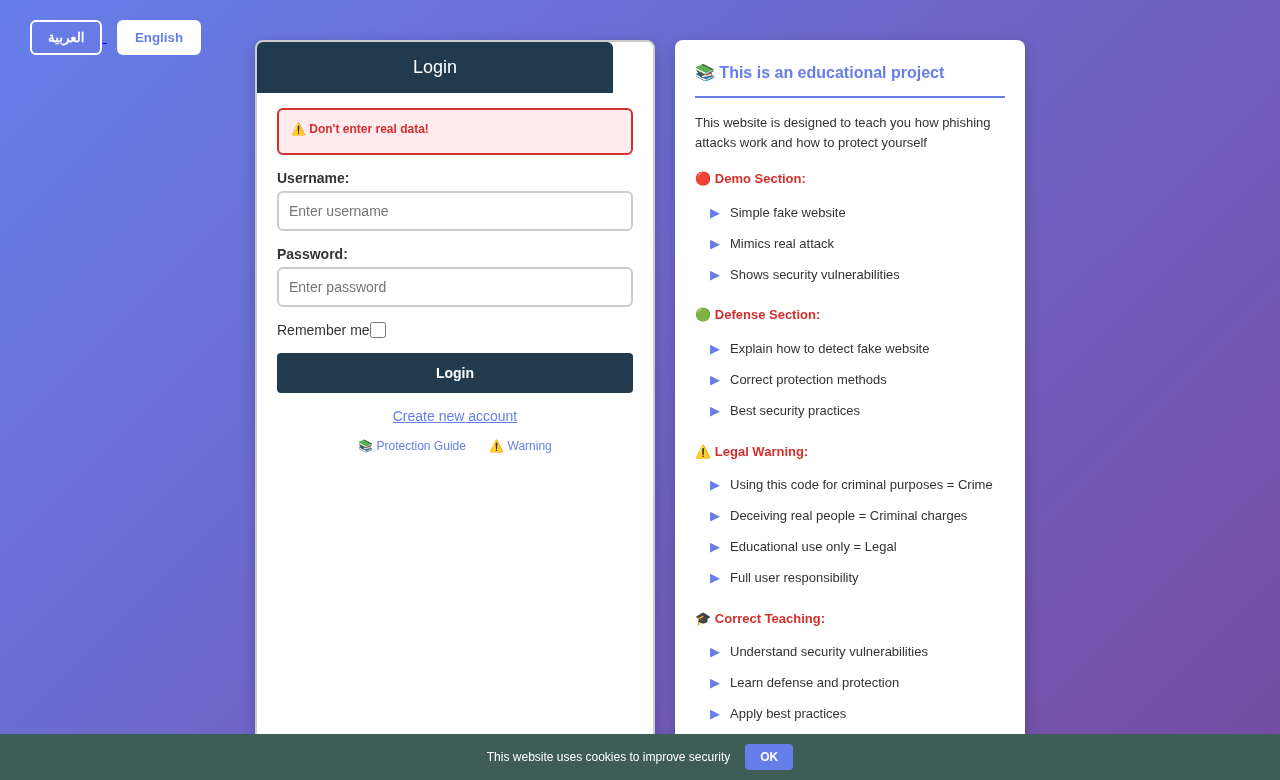 العربية
English
Login
⚠️ Don't enter real data!
Username:
Enter username
Password:
Enter password
Remember me
Login
Create new account
📚 Protection Guide ⚠️ Warning
📚 This is an educational project
This website is designed to teach you how phishing
attacks work and how to protect yourself
🔴 Demo Section:
▶ Simple fake website
▶ Mimics real attack
▶ Shows security vulnerabilities
🟢 Defense Section:
▶ Explain how to detect fake website
▶ Correct protection methods
▶ Best security practices
⚠️ Legal Warning:
▶ Using this code for criminal purposes = Crime
▶ Deceiving real people = Criminal charges
▶ Educational use only = Legal
▶ Full user responsibility
🎓 Correct Teaching:
▶ Understand security vulnerabilities
▶ Learn defense and protection
▶ Apply best practices
This website uses cookies to improve security
OK